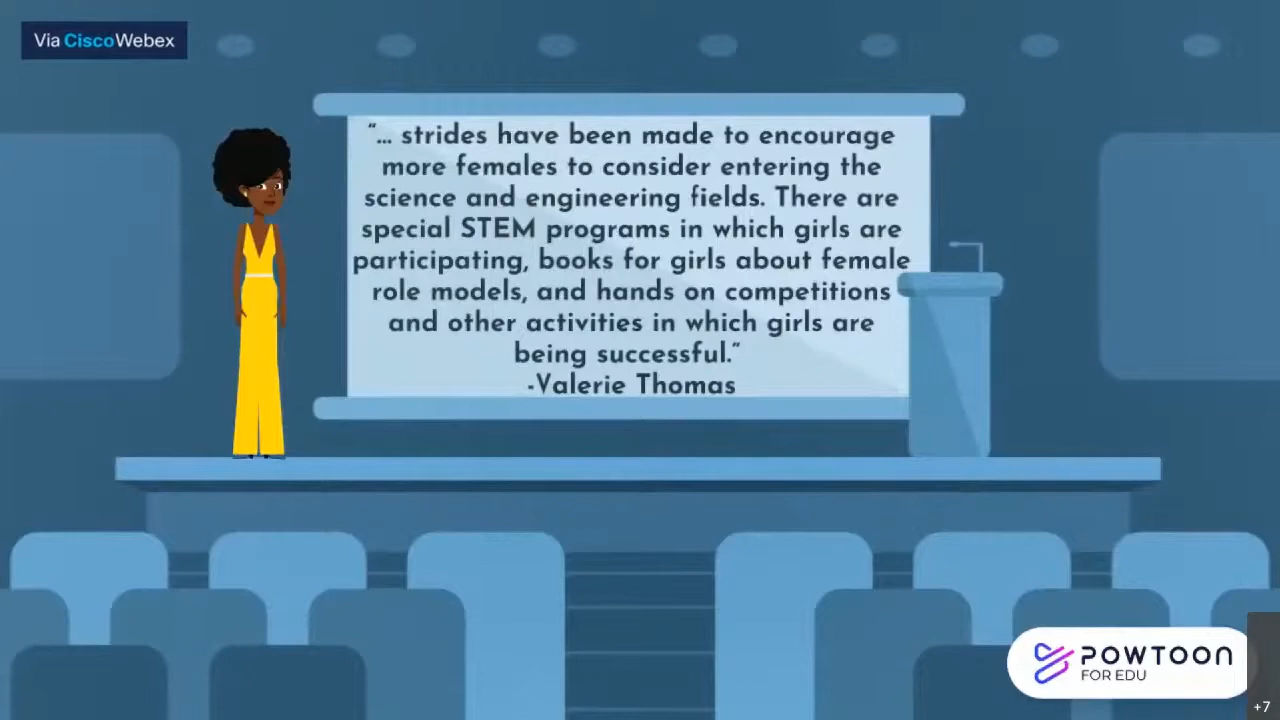 Via CiscoWebex
“... strides have been made to encourage
more females to consider entering the
science and engineering fields. There are
special STEM programs in which girls are
participating, books for girls about female
role models, and hands on competitions
and other activities in which girls are
being successful.”
-Valerie Thomas
POWTOON
FOR EDU
+7